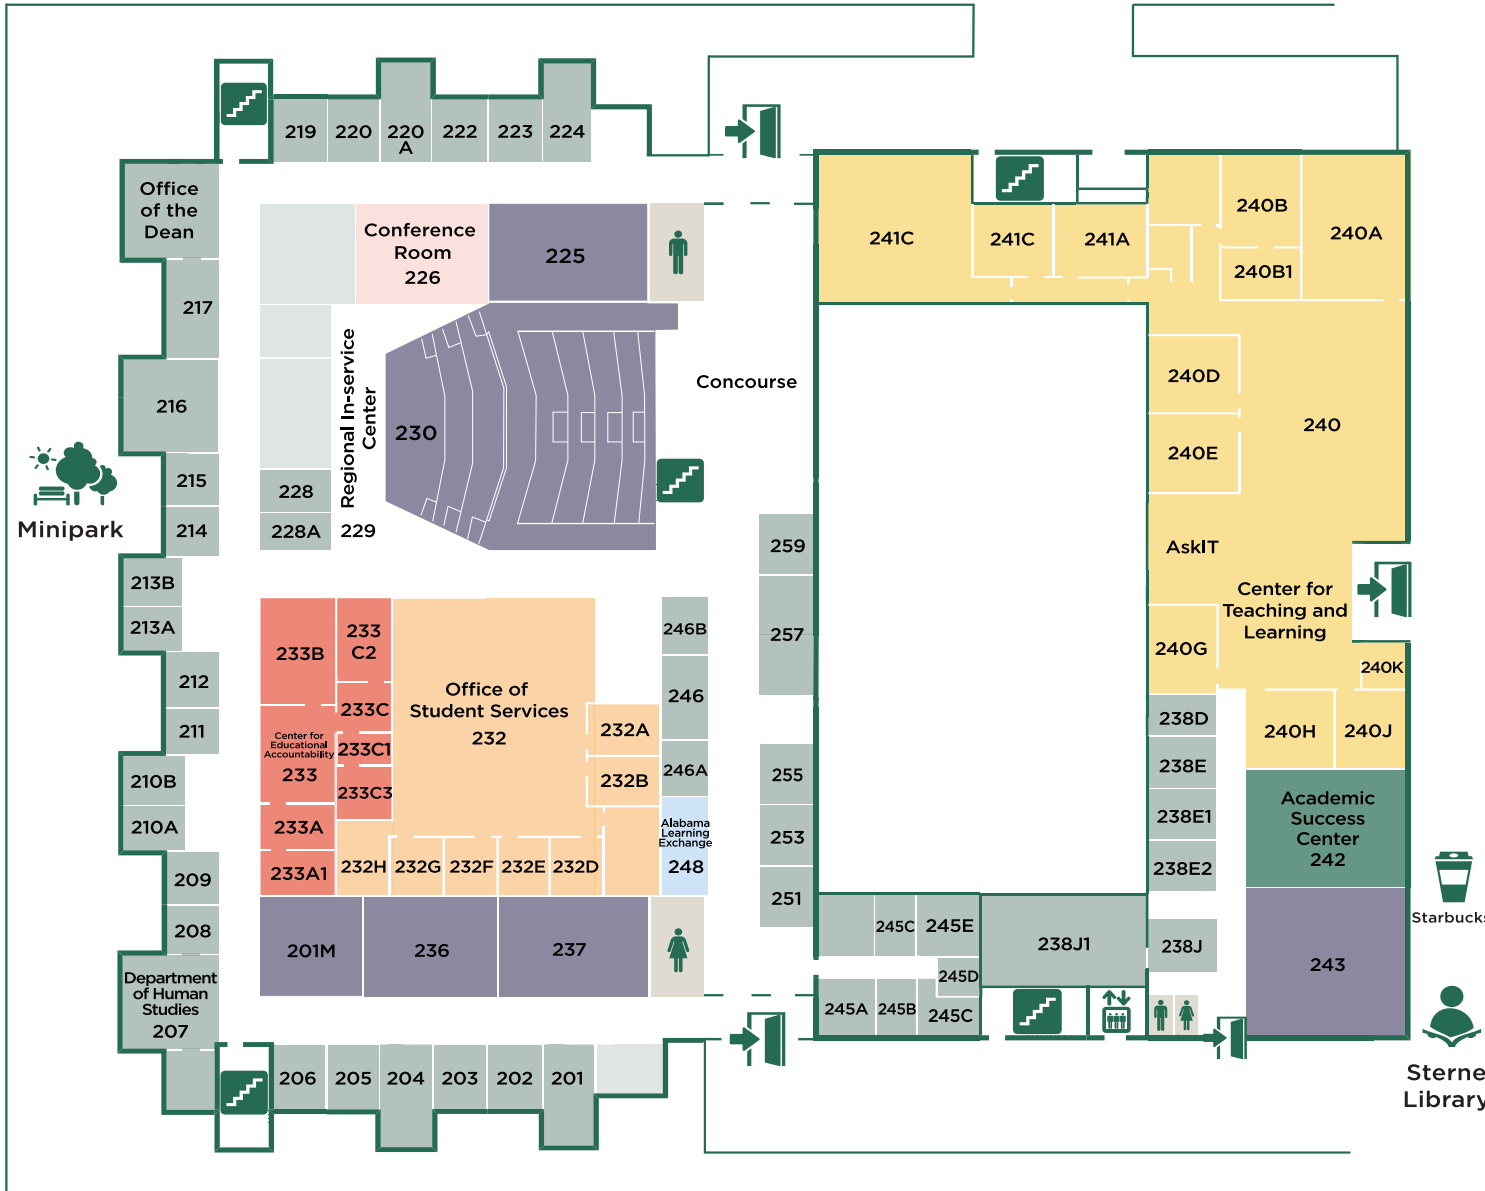 219
220
220
A
222
223
224
Office
of the
Dean
217
216
215
214
213B
213A
212
211
210B
210A
209
208
Department
of Human
Studies
207
206
205
204
203
202
201
Minipark
Conference
Room
226
225
Regional In-service
Center
229
228
228A
230
Concourse
233B
233
C2
233C
Center for
Educational
Accountability
233
233C1
233C3
233A
233A1
Office of
Student Services
232
232A
232B
232H
232G
232F
232E
232D
246B
246
246A
Alabama
Learning
Exchange
248
201M
236
237
259
257
255
253
251
241C
241C
241A
240B
240A
240B1
240D
240E
240
AskIT
Center for
Teaching and
Learning
240G
240K
240H
240J
238D
238E
238E1
238E2
238J
238J1
Academic
Success
Center
242
243
245C
245E
245D
245A
245B
245C
Starbucks
Sterne
Library